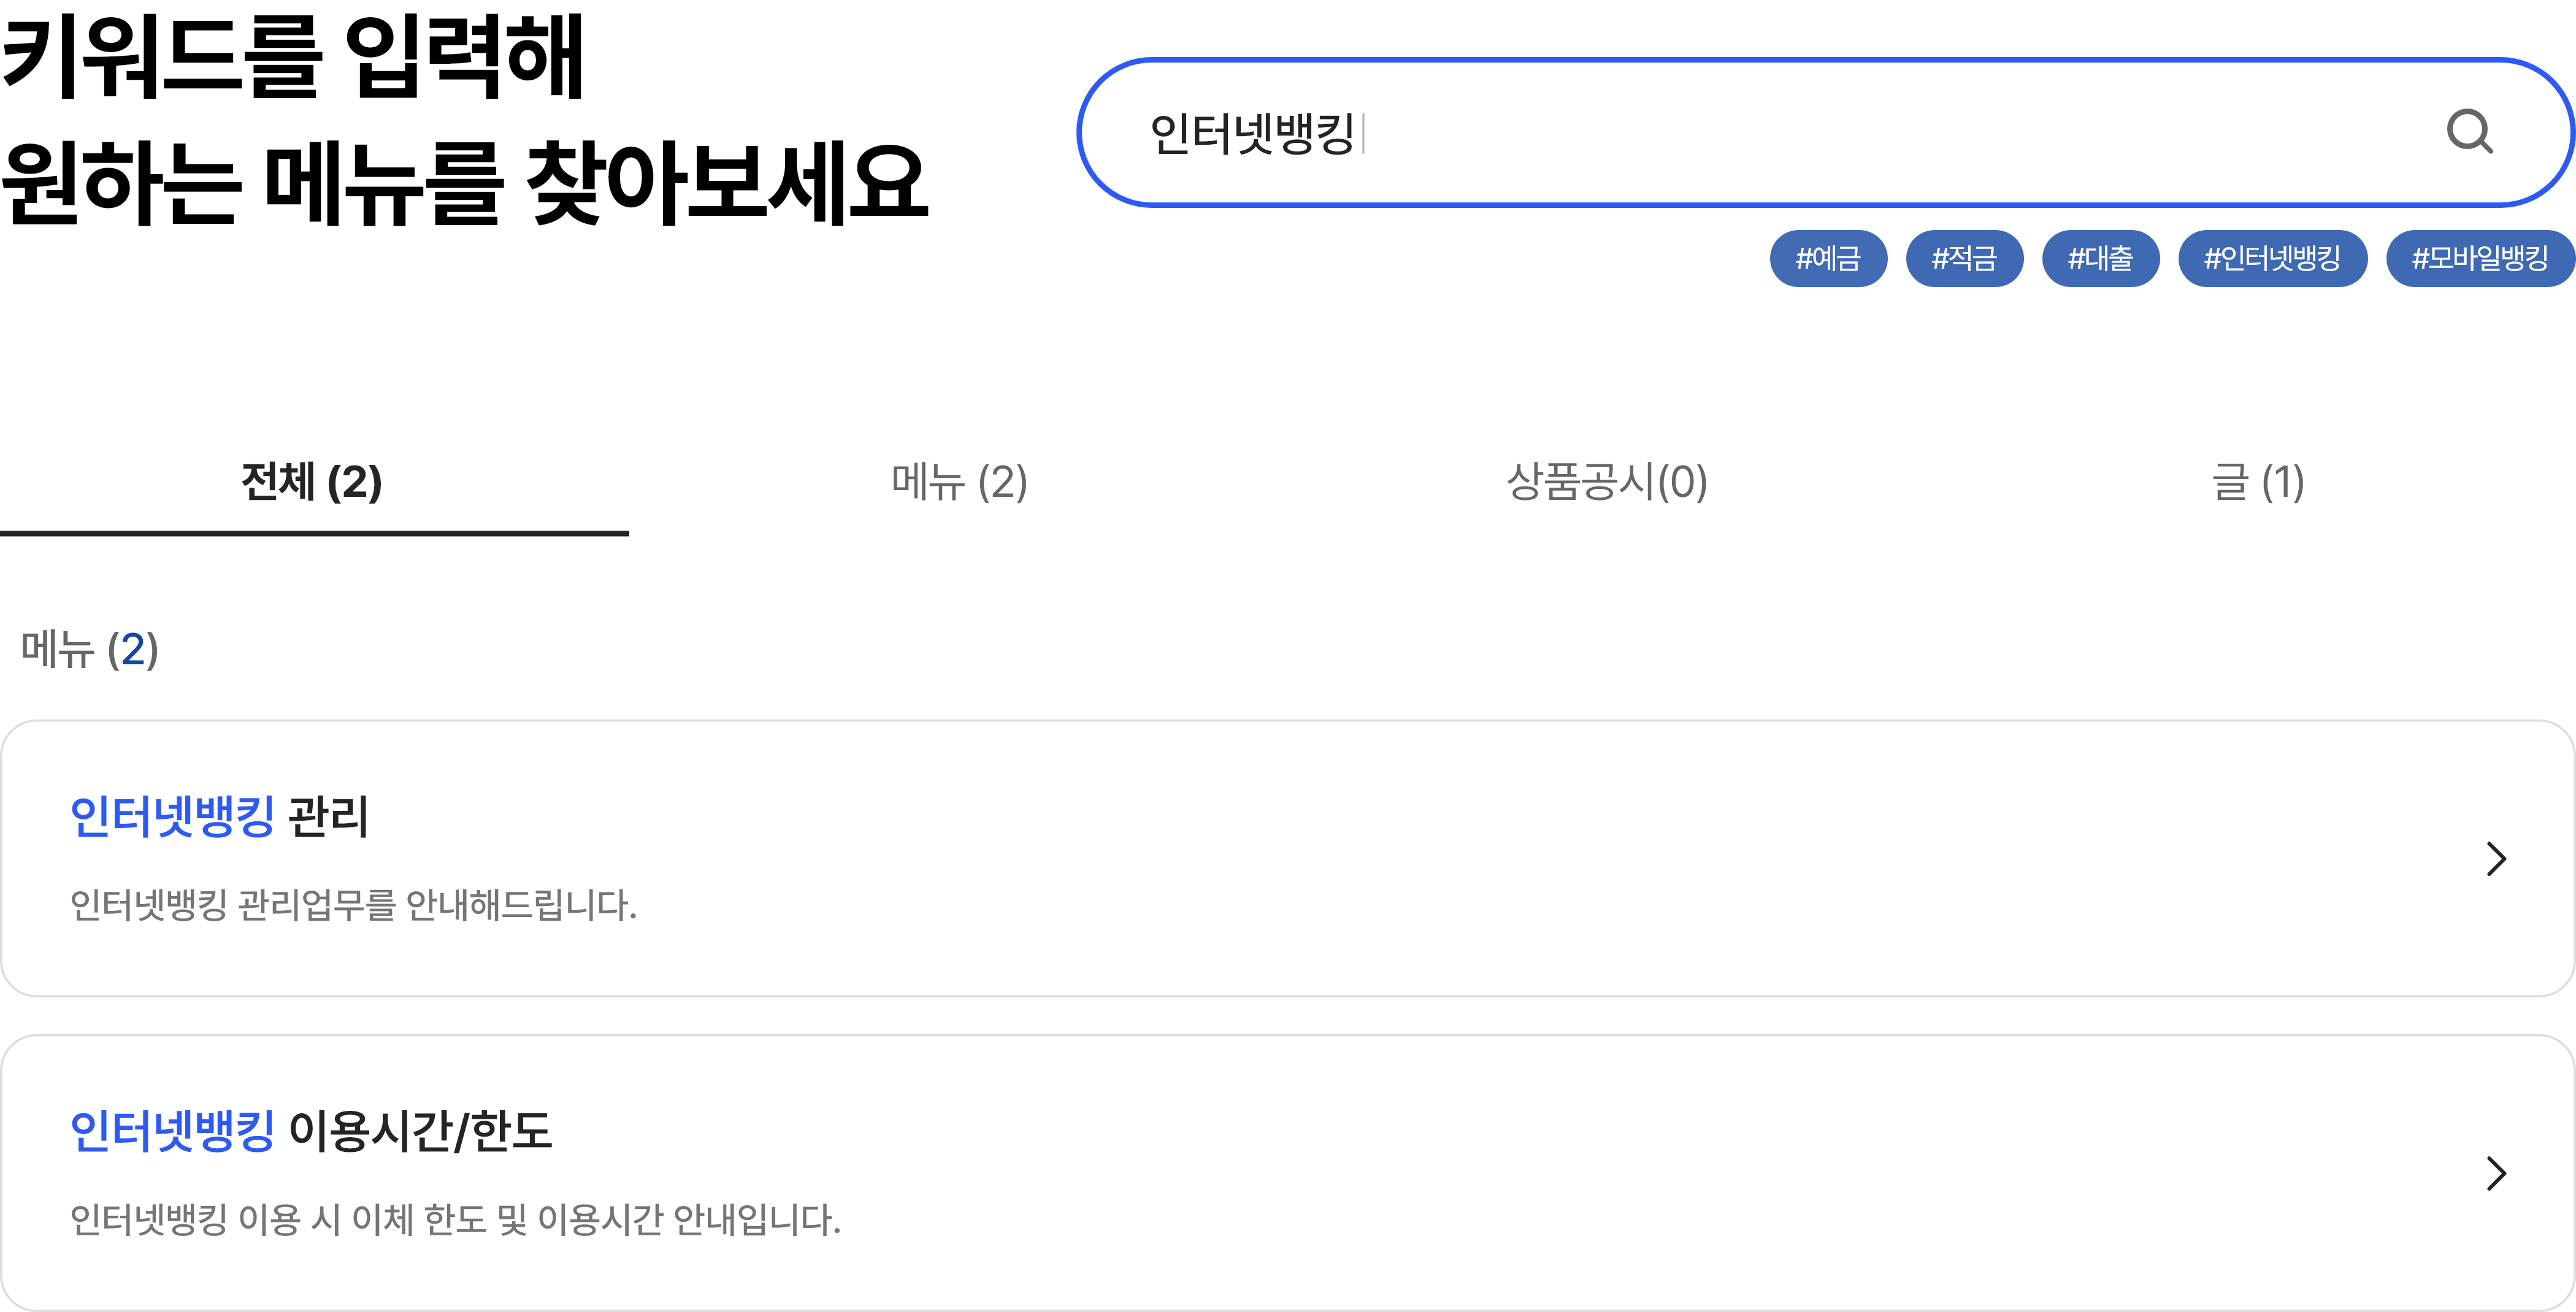 키워드를 입력해
원하는 메뉴를 찾아보세요
인터넷뱅킹
#예금 #적금 #대출 #인터넷뱅킹 #모바일뱅킹
전체 (2) 메뉴 (2) 상품공시(0) 글 (1)
메뉴 (2)
인터넷뱅킹 관리
인터넷뱅킹 관리업무를 안내해드립니다.
인터넷뱅킹 이용시간/한도
인터넷뱅킹 이용 시 이체 한도 및 이용시간 안내입니다.